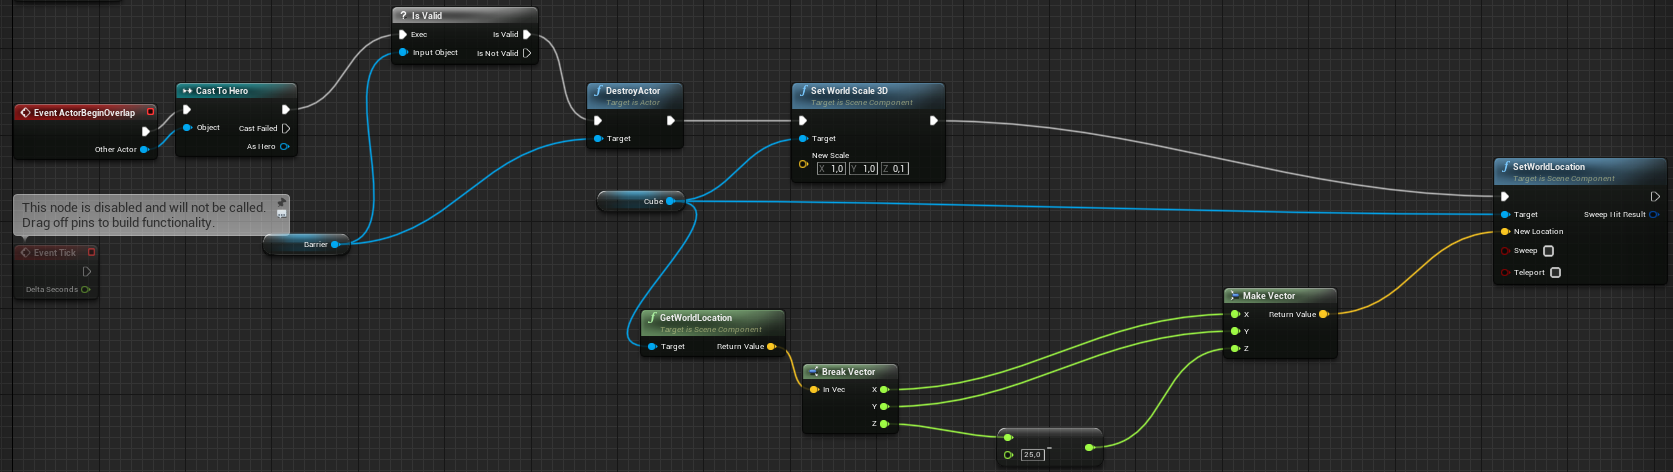 ? Is Valid
Exec
Is Valid
Input Object
Is Not Valid
Event ActorBeginOverlap
Other Actor
Cast To Hero
Object
Cast Failed
As Hero
DestroyActor
Target is Actor
Target
Set World Scale 3D
Target is Scene Component
Target
New Scale
X 1,0 Y 1,0 Z 0,1
SetWorldLocation
Target is Scene Component
Target
Sweep Hit Result
New Location
Sweep
Teleport
Cube
This node is disabled and will not be called.
Drag off pins to build functionality.
Barrier
Event Tick
Delta Seconds
GetWorldLocation
Target is Scene Component
Target
Return Value
Make Vector
X
Return Value
Y
Z
Break Vector
In Vec
X
Y
Z
-
25,0